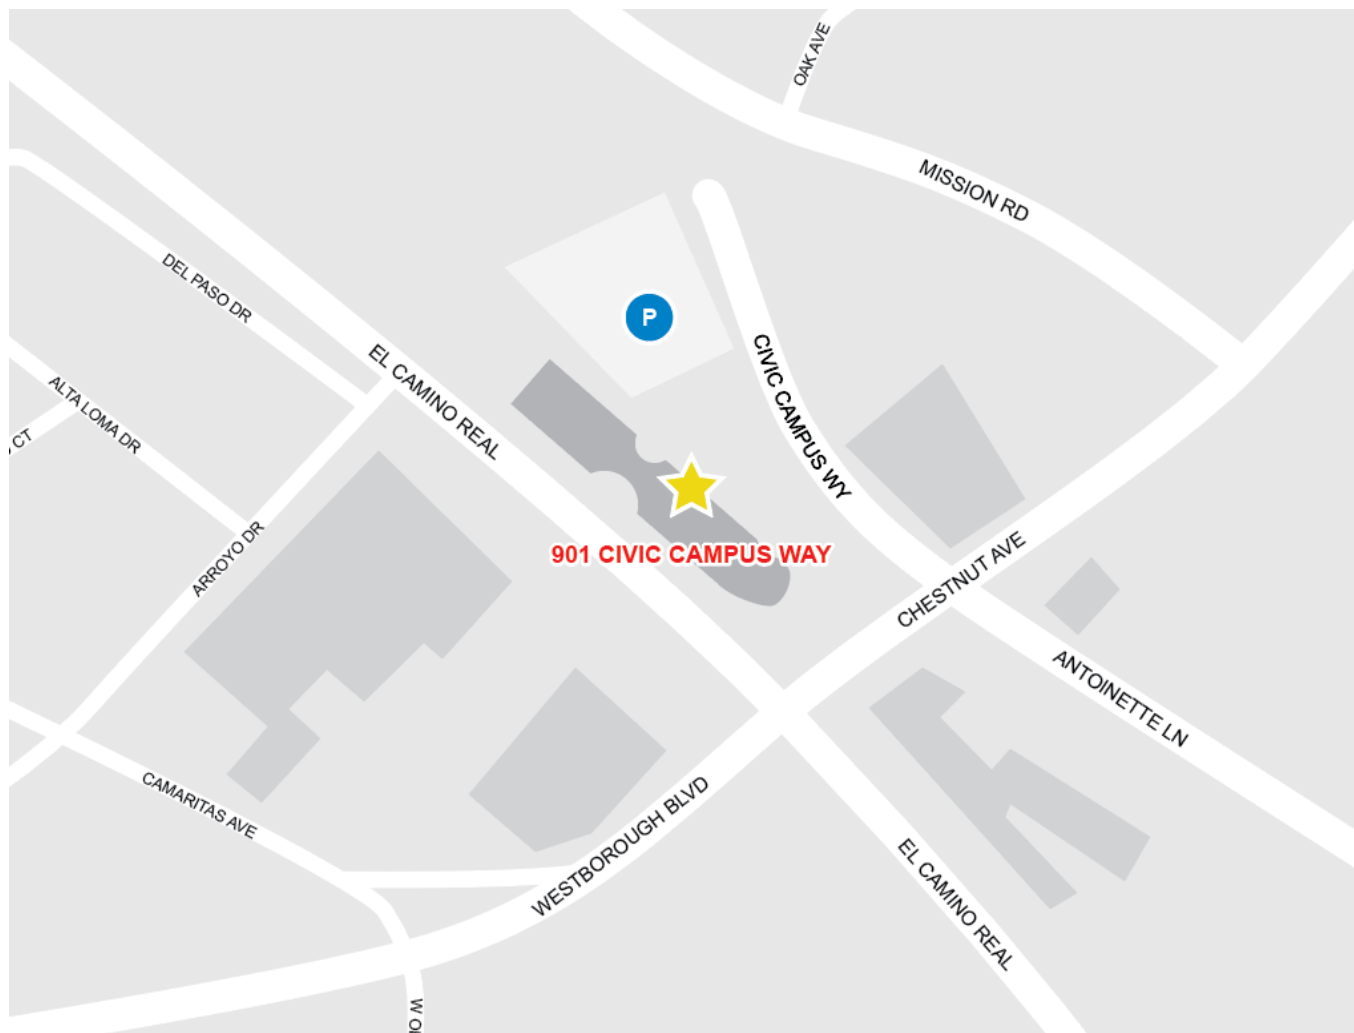 OAK AVE
MISSION RD
DEL PASO DR
P
EL CAMINO REAL
CIVIC CAMPUS WY
ALTA LOMA DR
CT
ARROYO DR
901 CIVIC CAMPUS WAY
CHESTNUT AVE
ANTOINETTE LN
CAMARITAS AVE
WESTBOROUGH BLVD
EL CAMINO REAL